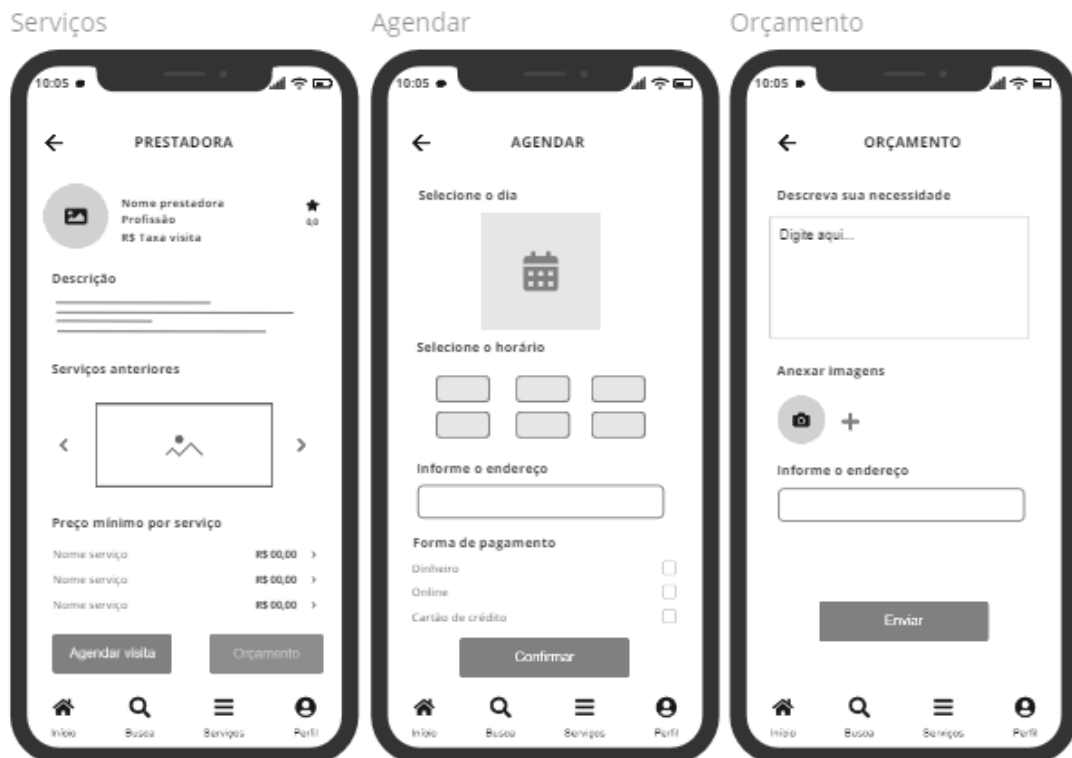 Serviços
10:05
PRESTADORA
Nome prestadora
Profissão
R$ Taxa visita
0,0
Descrição
Serviços anteriores
Preço mínimo por serviço
Nome serviço R$ 00,00
Nome serviço R$ 00,00
Nome serviço R$ 00,00
Agendar visita
Orçamento
Início
Busca
Serviços
Perfil
Agendar
10:05
AGENDAR
Selecione o dia
Selecione o horário
Informe o endereço
Forma de pagamento
Dinheiro
Online
Cartão de crédito
Confirmar
Início
Busca
Serviços
Perfil
Orçamento
10:05
ORÇAMENTO
Descreva sua necessidade
Digite aqui...
Anexar imagens
Informe o endereço
Enviar
Início
Busca
Serviços
Perfil